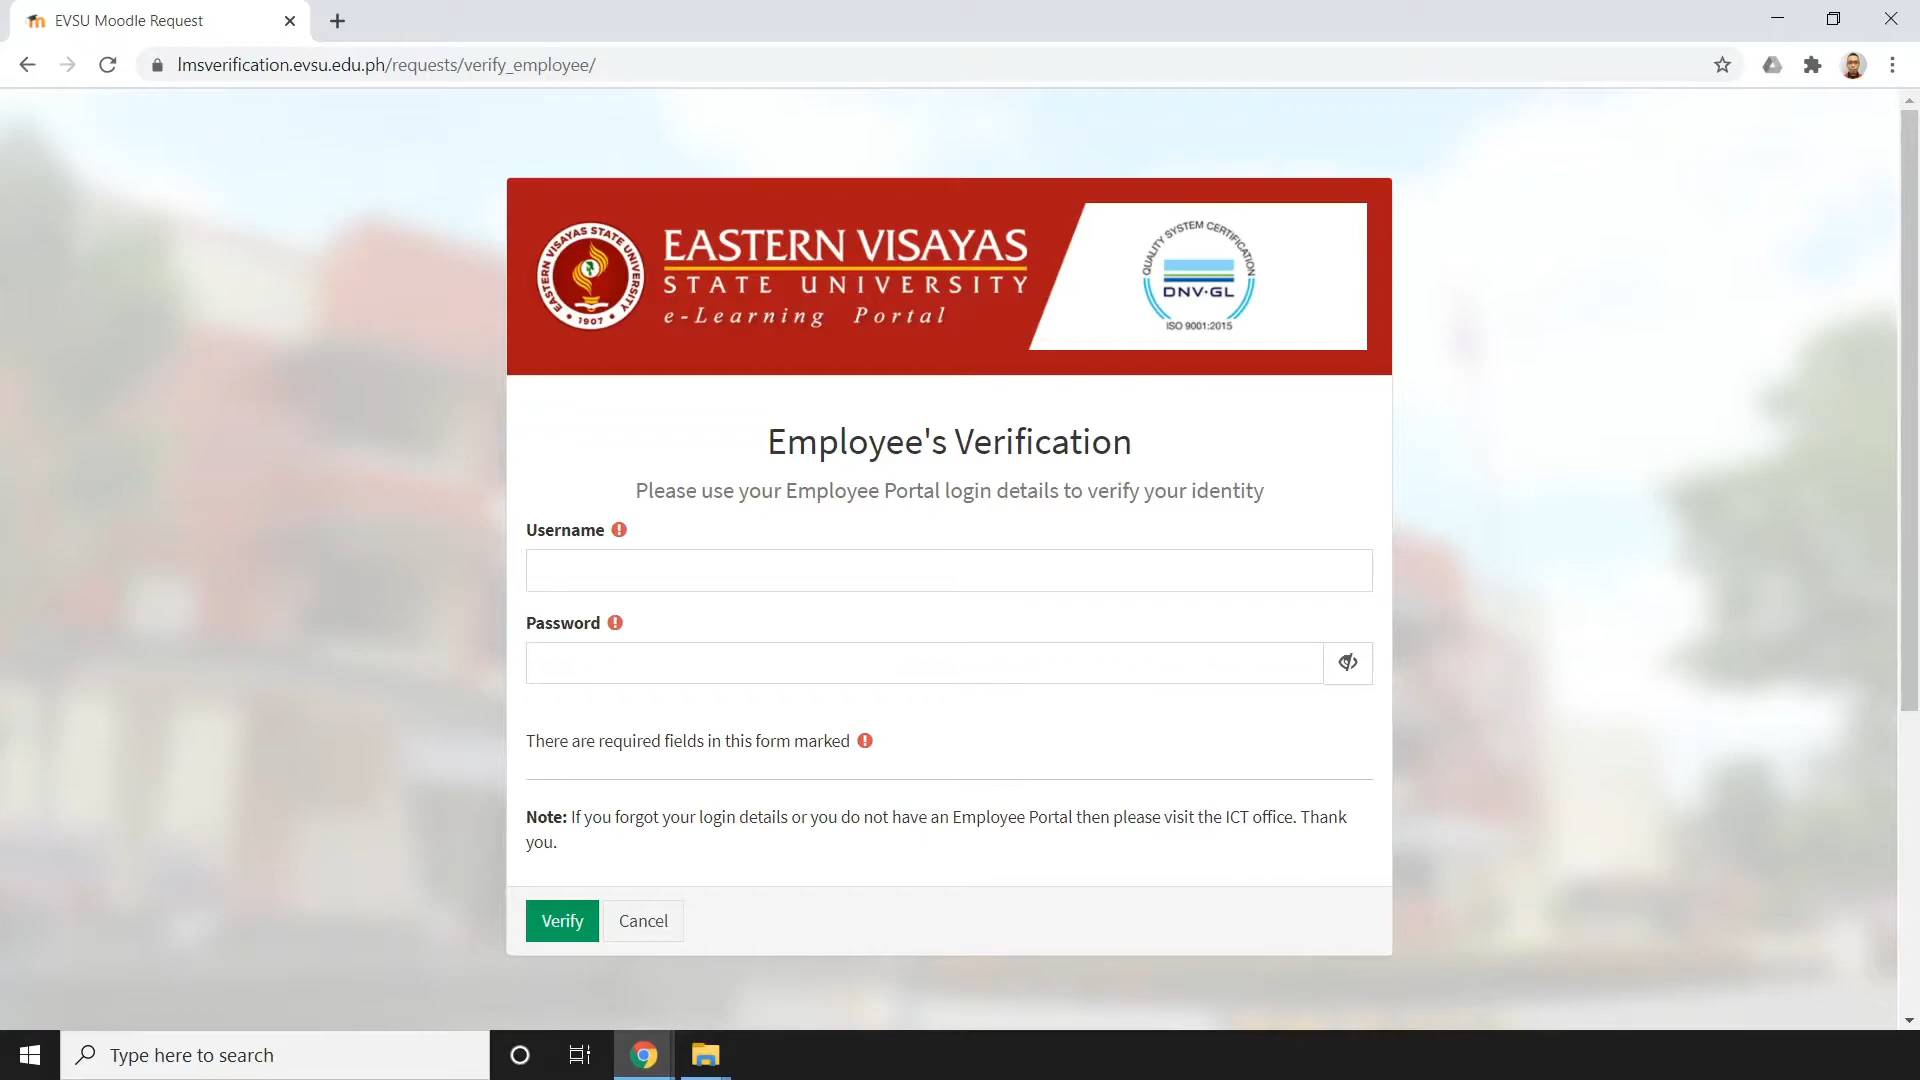 EVSU Moodle Request
lmsverification.evsu.edu.ph/requests/verify_employee/
EASTERN VISAYAS STATE UNIVERSITY
1907
EASTERN VISAYAS
STATE UNIVERSITY
e-Learning Portal
QUALITY SYSTEM CERTIFICATION
DNV·GL
ISO 9001:2015
Employee's Verification
Please use your Employee Portal login details to verify your identity
Username
Password
There are required fields in this form marked
Note: If you forgot your login details or you do not have an Employee Portal then please visit the ICT office. Thank
you.
Verify Cancel
Type here to search